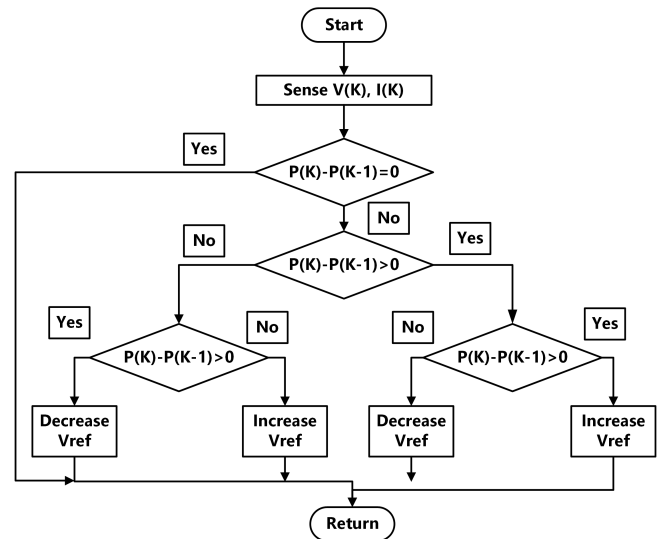 Start
Sense V(K), I(K)
Yes
P(K)-P(K-1)=0
No
No
Yes
P(K)-P(K-1)>0
Yes
No
No
Yes
P(K)-P(K-1)>0
P(K)-P(K-1)>0
Decrease
Vref
Increase
Vref
Decrease
Vref
Increase
Vref
Return